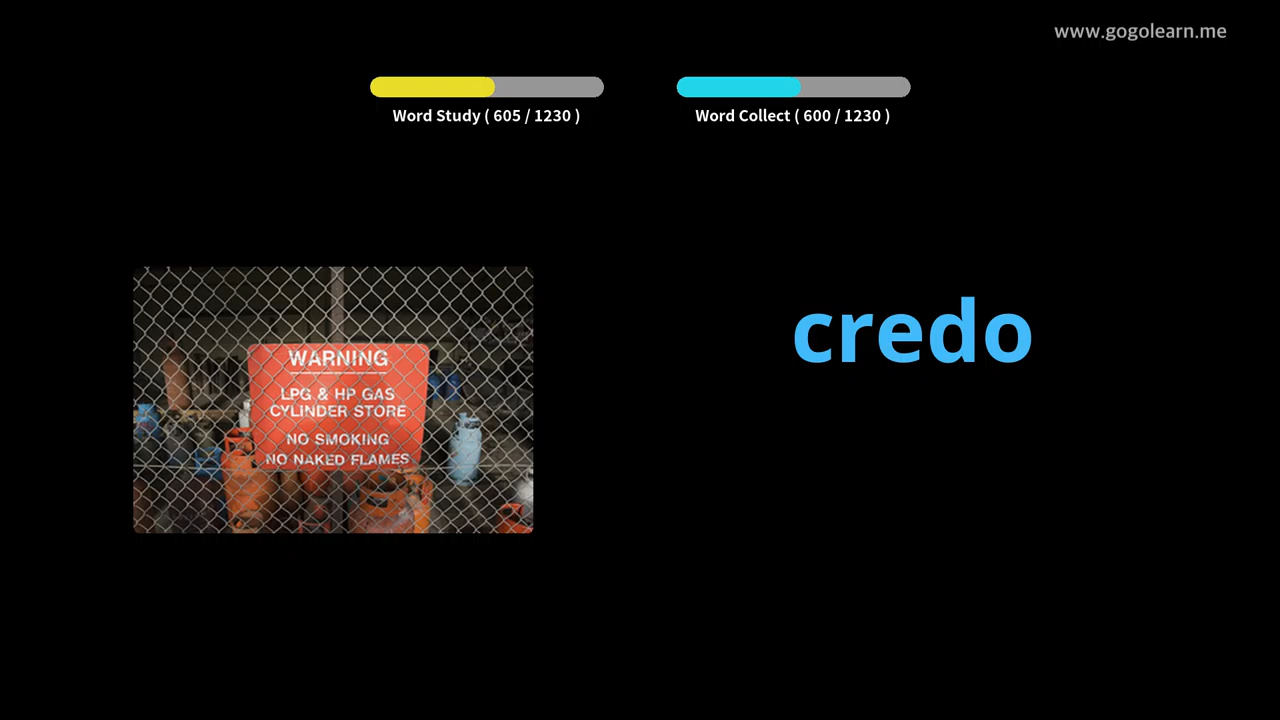 www.gogolearn.me
Word Study ( 605 / 1230 )
Word Collect ( 600 / 1230 )
WARNING
LPG & HP GAS
CYLINDER STORE
NO SMOKING
NO NAKED FLAMES
credo